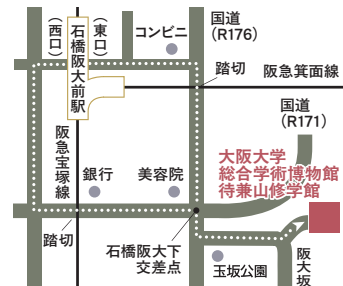 (西口)
石橋阪大前駅
(東口)
コンビニ
国道
(R176)
踏切
阪急箕面線
国道
(R171)
阪急宝塚線
銀行
美容院
大阪大学
総合学術博物館
待兼山修学館
踏切
石橋阪大下
交差点
玉坂公園
阪大坂